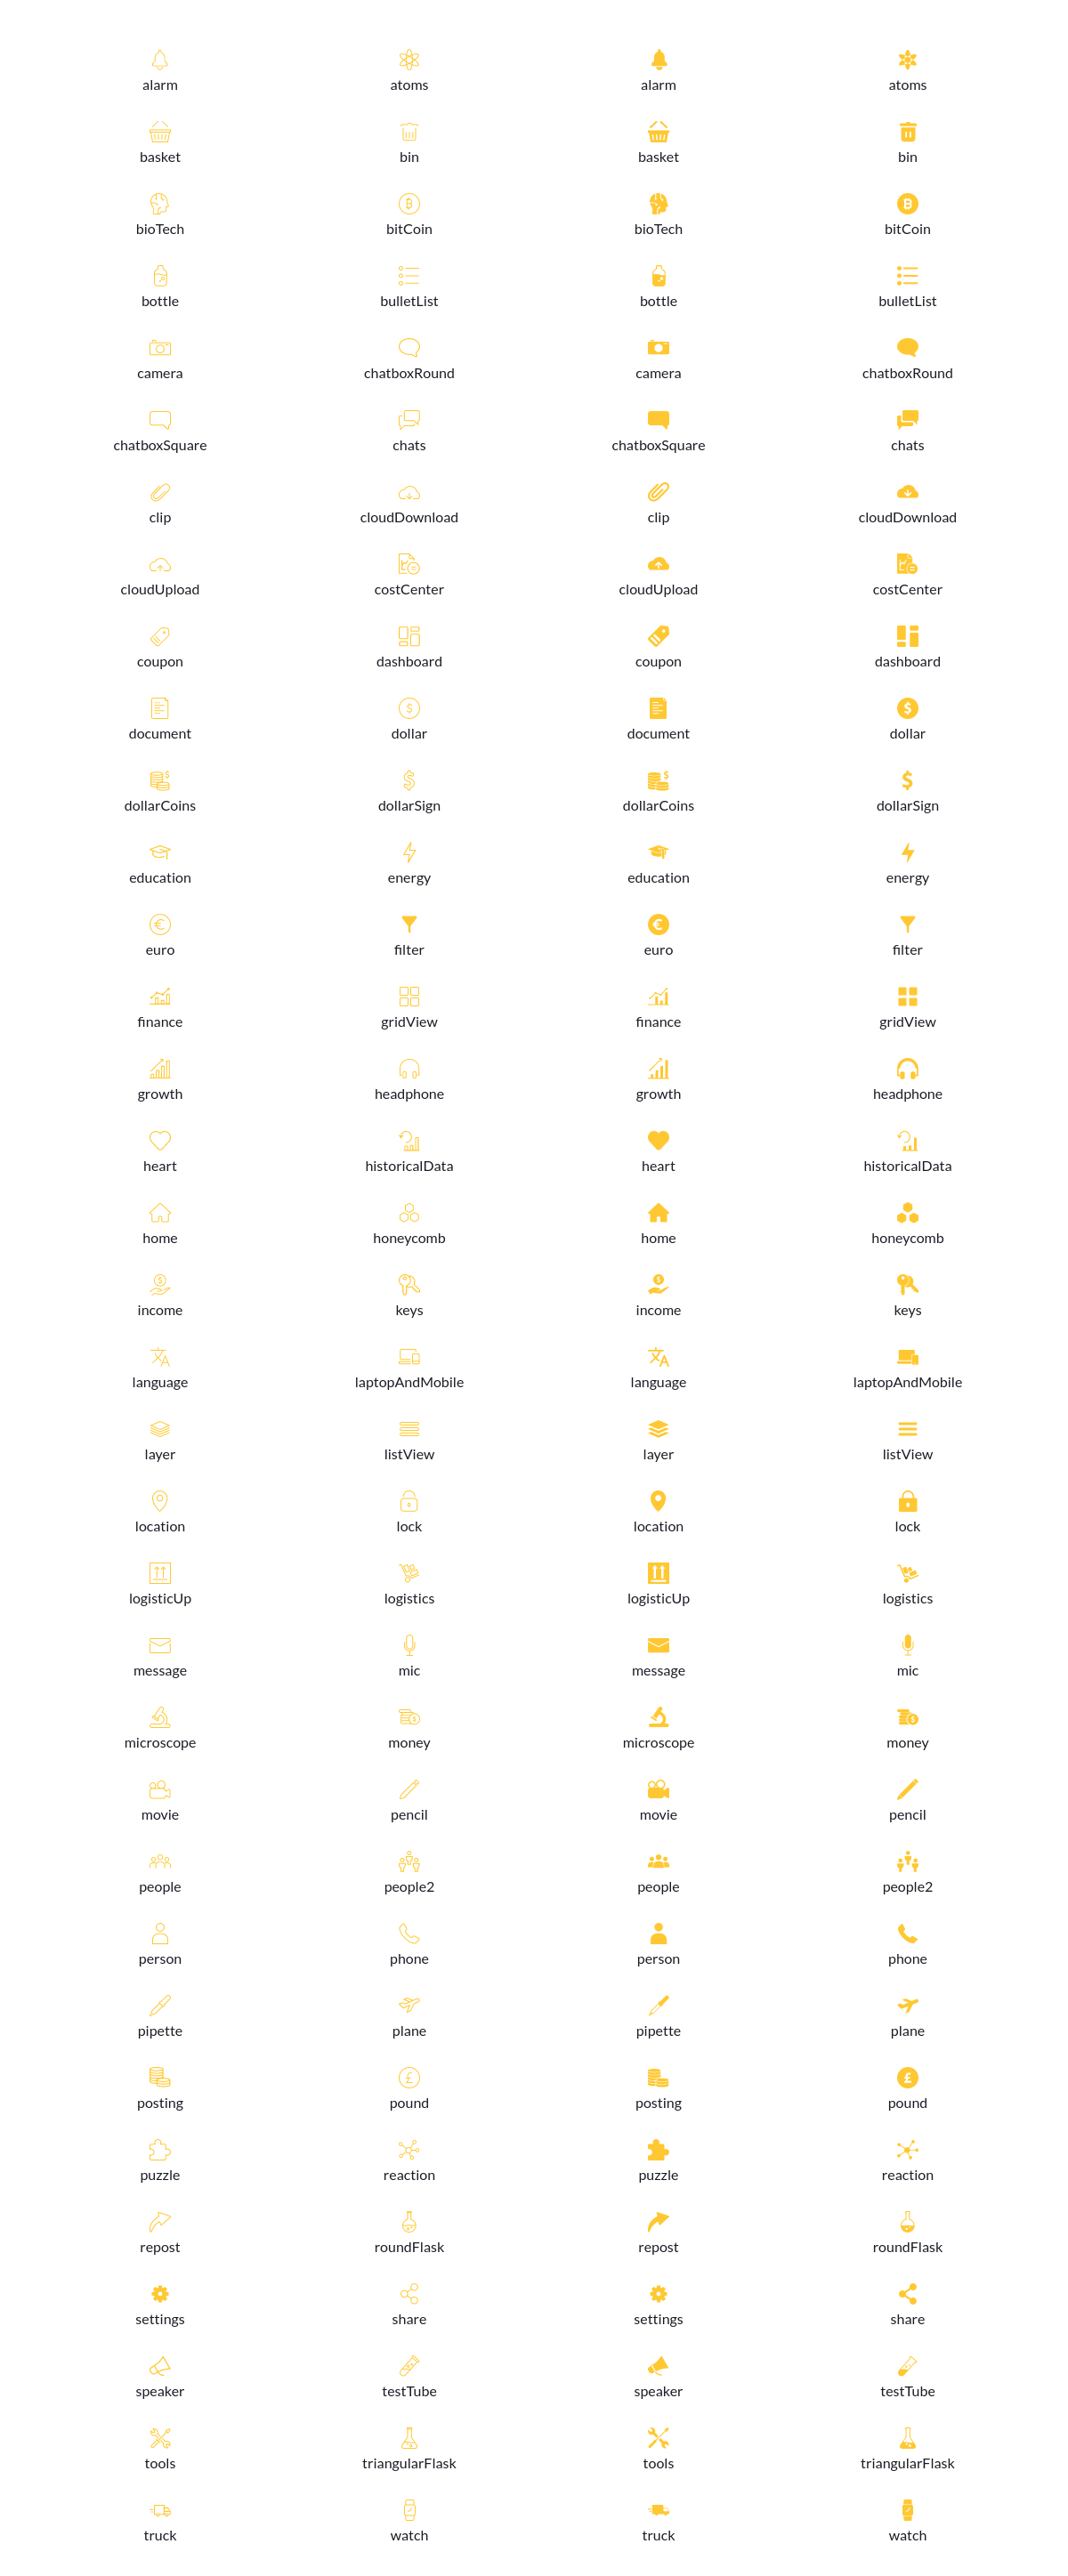 alarm atoms alarm atoms
basket bin basket bin
bioTech bitCoin bioTech bitCoin
bottle bulletList bottle bulletList
camera chatboxRound camera chatboxRound
chatboxSquare chats chatboxSquare chats
clip cloudDownload clip cloudDownload
cloudUpload costCenter cloudUpload costCenter
coupon dashboard coupon dashboard
document dollar document dollar
dollarCoins dollarSign dollarCoins dollarSign
education energy education energy
euro filter euro filter
finance gridView finance gridView
growth headphone growth headphone
heart historicalData heart historicalData
home honeycomb home honeycomb
income keys income keys
language laptopAndMobile language laptopAndMobile
layer listView layer listView
location lock location lock
logisticUp logistics logisticUp logistics
message mic message mic
microscope money microscope money
movie pencil movie pencil
people people2 people people2
person phone person phone
pipette plane pipette plane
posting pound posting pound
puzzle reaction puzzle reaction
repost roundFlask repost roundFlask
settings share settings share
speaker testTube speaker testTube
tools triangularFlask tools triangularFlask
truck watch truck watch